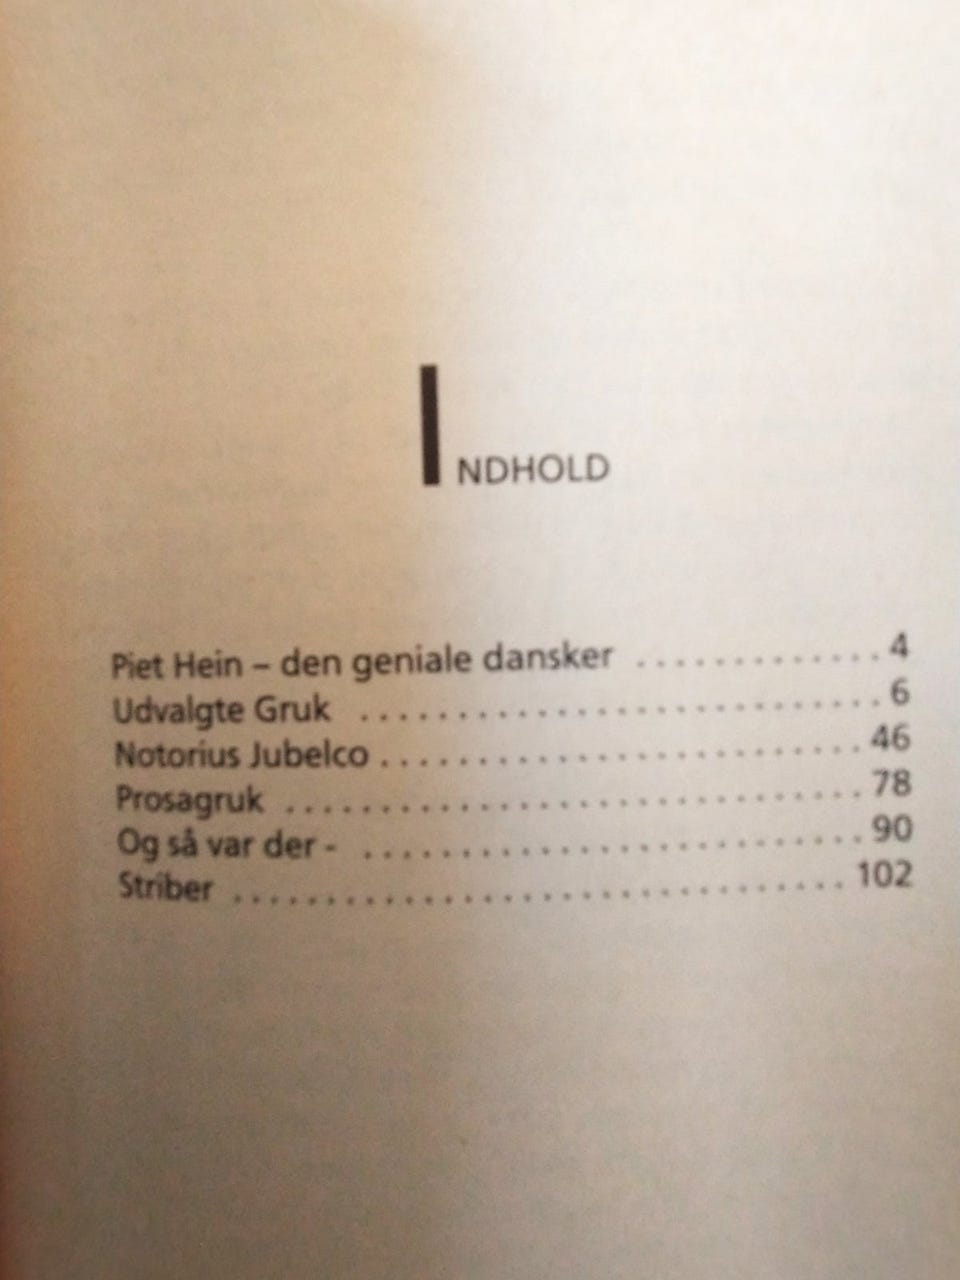 INDHOLD
Piet Hein – den geniale dansker ............. 4
Udvalgte Gruk ............................ 6
Notorius Jubelco .......................... 46
Prosagruk ............................... 78
Og så var der - ........................... 90
Striber ................................. 102